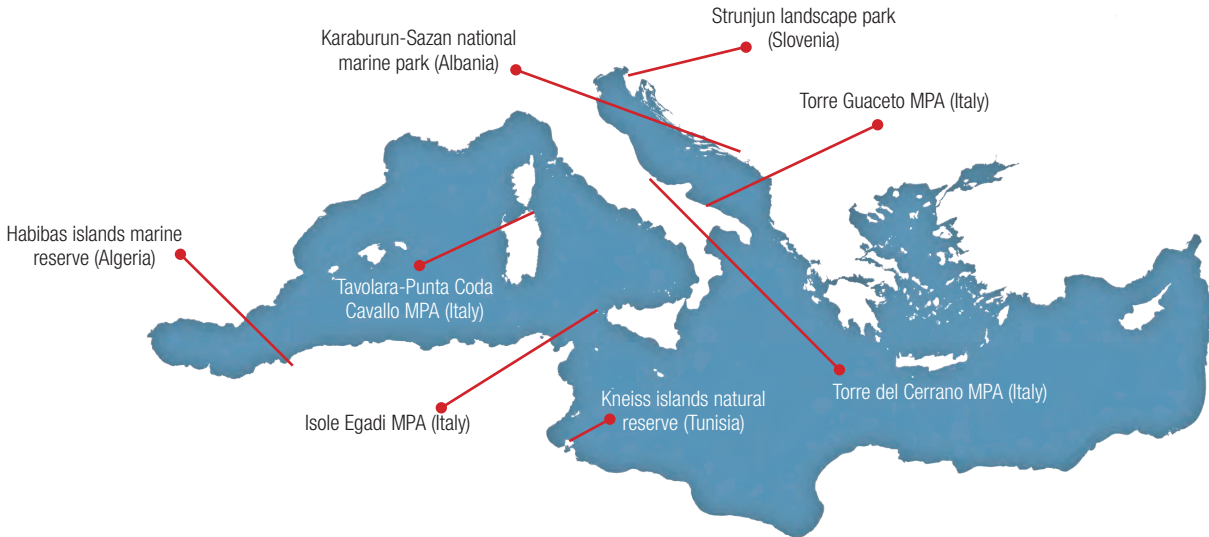 Strunjun landscape park
(Slovenia)
Karaburun-Sazan national
marine park (Albania)
Torre Guaceto MPA (Italy)
Habibas islands marine
reserve (Algeria)
Tavolara-Punta Coda
Cavallo MPA (Italy)
Isole Egadi MPA (Italy)
Kneiss islands natural
reserve (Tunisia)
Torre del Cerrano MPA (Italy)